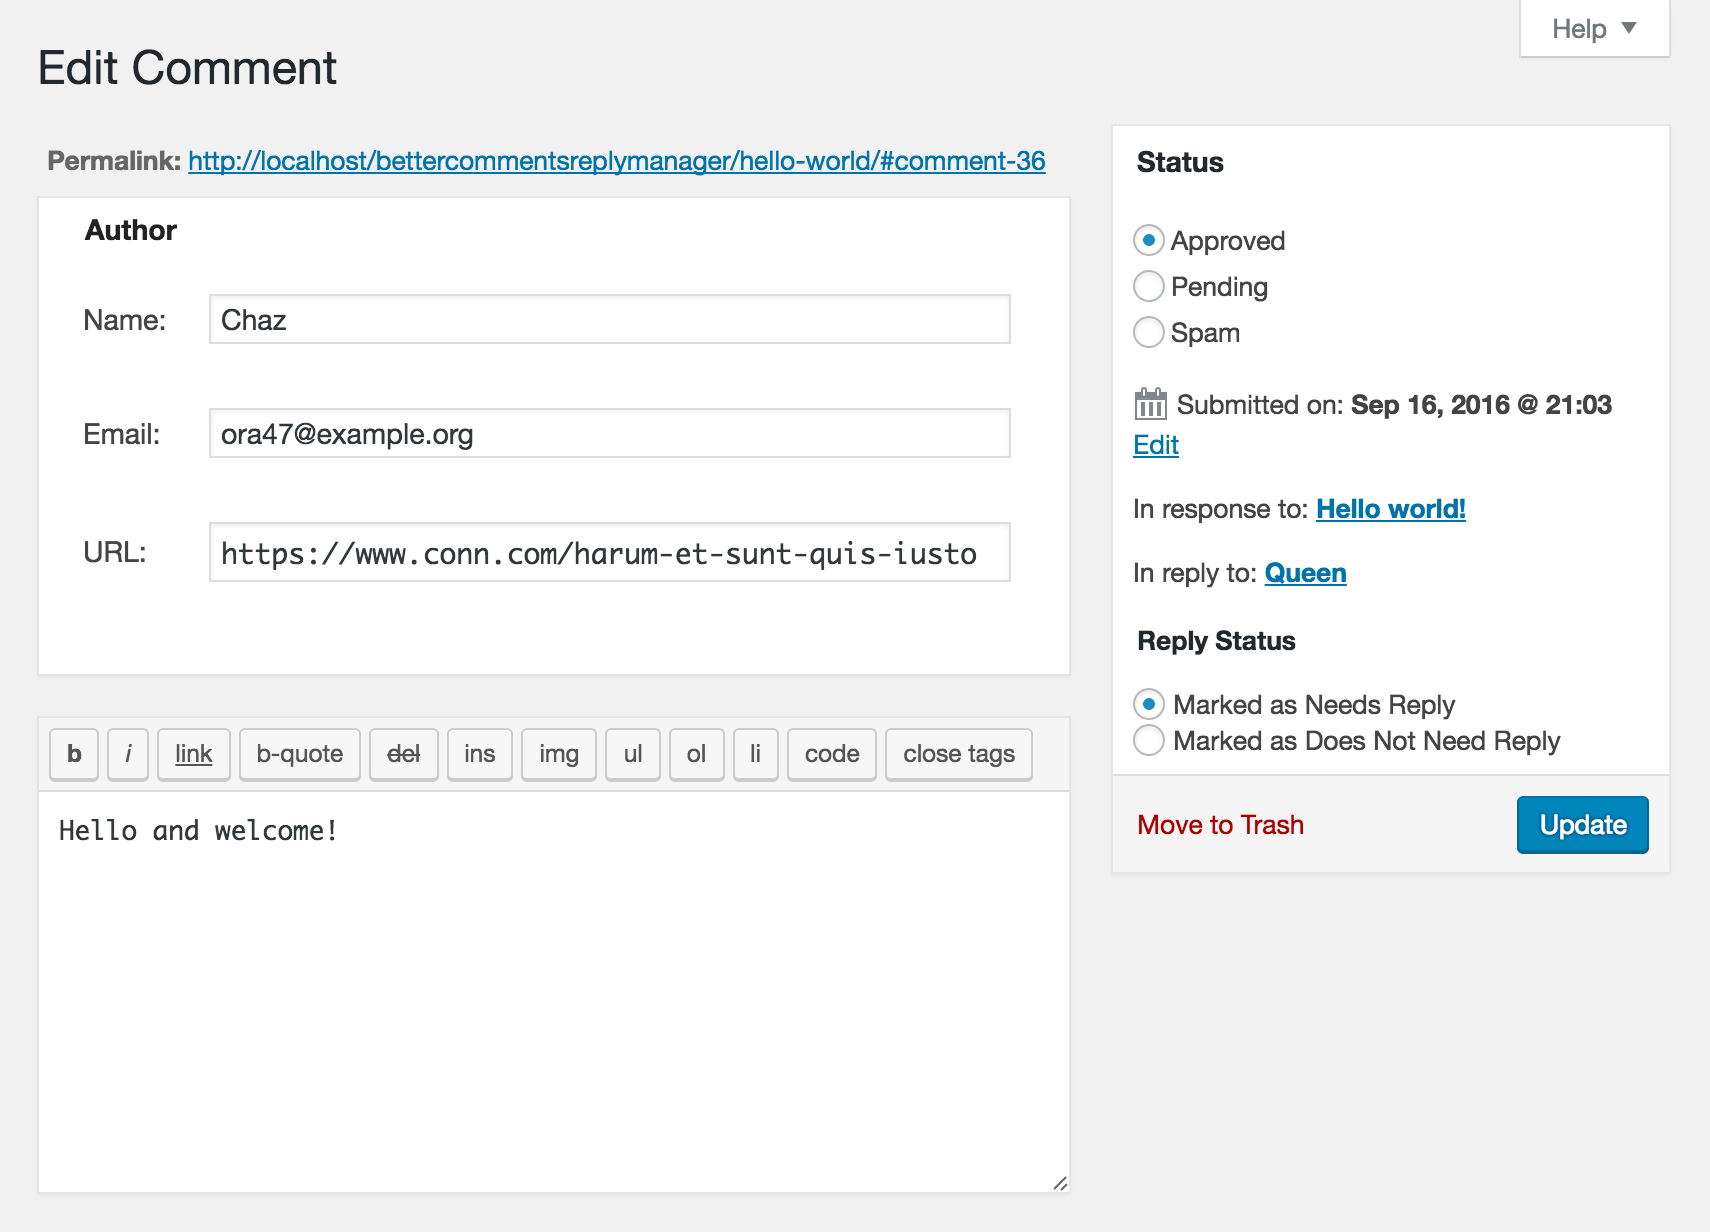 Help
Edit Comment
Permalink: http://localhost/bettercommentsreplymanager/hello-world/#comment-36
Author
Name: Chaz
Email: ora47@example.org
URL: https://www.conn.com/harum-et-sunt-quis-iusto
b i link b-quote del ins img ul ol li code close tags
Hello and welcome!
Status
Approved
Pending
Spam
Submitted on: Sep 16, 2016 @ 21:03
Edit
In response to: Hello world!
In reply to: Queen
Reply Status
Marked as Needs Reply
Marked as Does Not Need Reply
Move to Trash Update